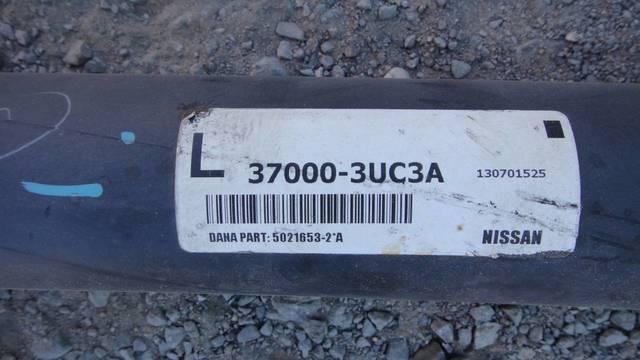 L 37000-3UC3A 130701525
DANA PART: 5021653-2*A NISSAN